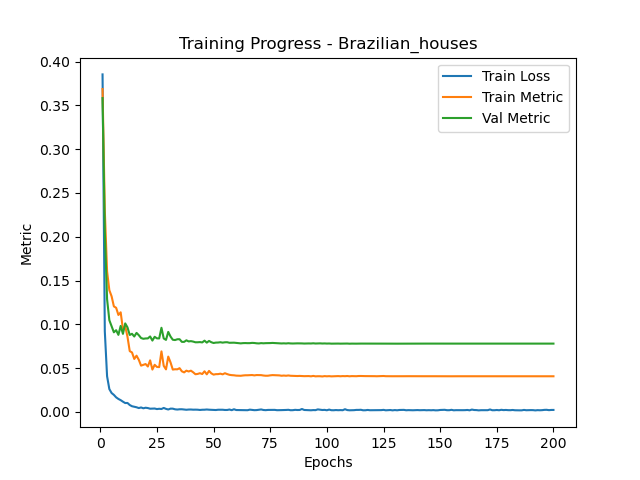 Training Progress - Brazilian_houses
Train Loss
Train Metric
Val Metric
Metric
0.40
0.35
0.30
0.25
0.20
0.15
0.10
0.05
0.00
0 25 50 75 100 125 150 175 200
Epochs